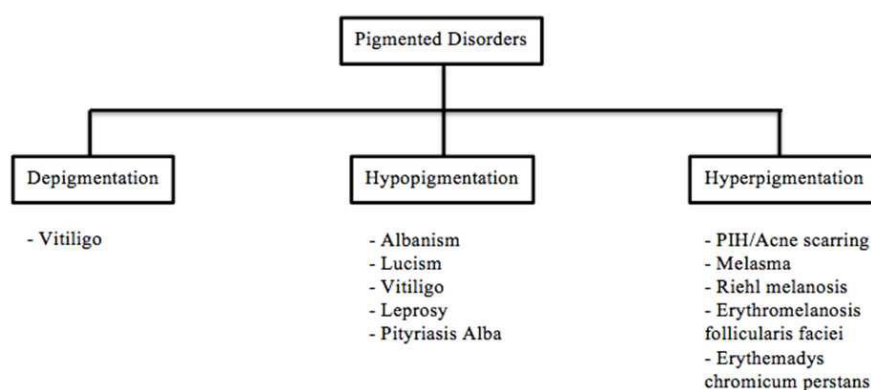 Pigmented Disorders
Depigmentation
Hypopigmentation
Hyperpigmentation
- Vitiligo
- Albanism
- Lucism
- Vitiligo
- Leprosy
- Pityriasis Alba
- PIH/Acne scarring
- Melasma
- Riehl melanosis
- Erythromelanosis
follicularis faciei
- Erythemadys
chromicum perstans